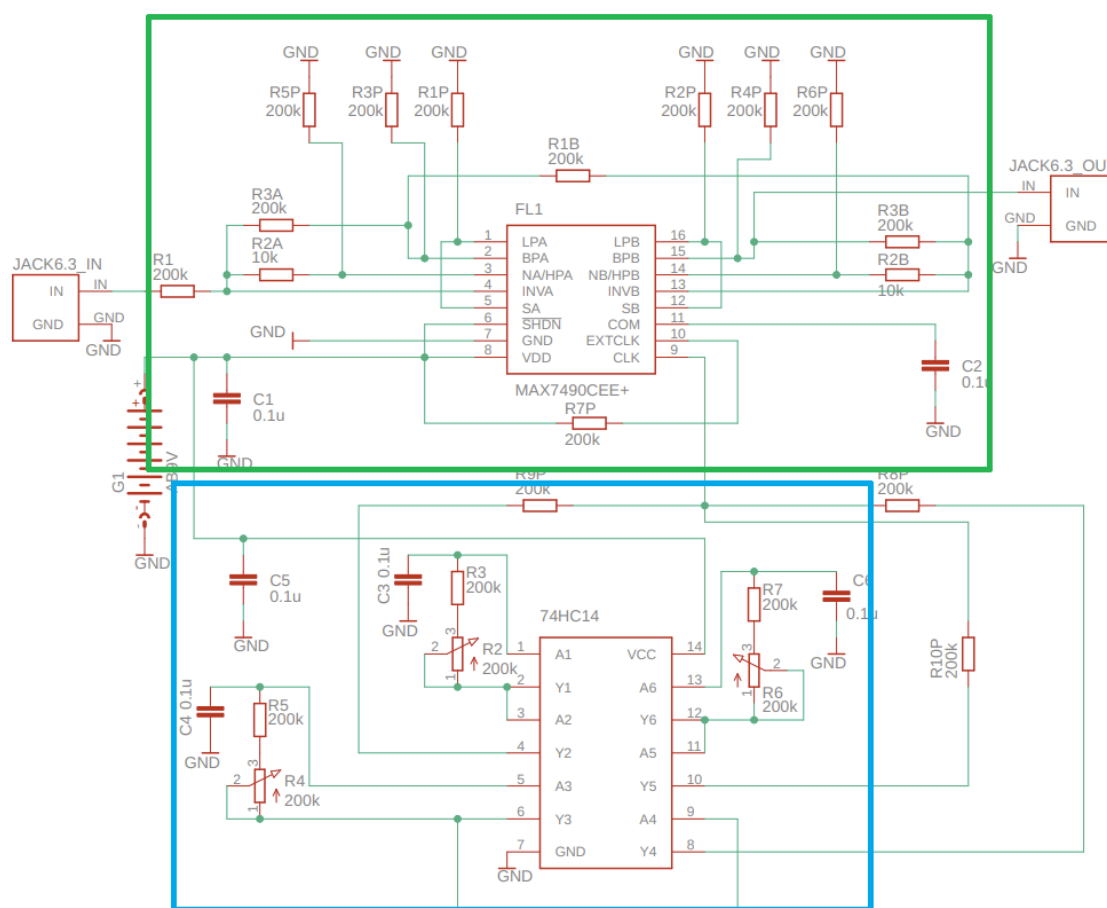 GND GND GND GND GND GND
R5P 200k
R3P 200k
R1P 200k
R2P 200k
R4P 200k
R6P 200k
R1B 200k
JACK6.3_OU
IN IN
GND GND
GND
R3A 200k
R2A 10k
FL1
R3B 200k
R2B 10k
JACK6.3_IN
IN IN
GND GND
GND
R1 200k
1 LPA LPB 16
2 BPA BPB 15
3 NA/HPA NB/HPB 14
4 INVA INVB 13
5 SA SB 12
6 SHDN COM 11
7 GND EXTCLK 10
8 VDD CLK 9
GND
MAX7490CEE+
R7P 200k
C1 0.1u
GND
C2 0.1u
GND
+
+
G1
AB9V
-
-
GND
R9P 200k
R8P 200k
C5 0.1u
GND
C3 0.1u
GND
R3 200k
3
2
1
R2 200k
74HC14
R7 200k
3
2
1
R6 200k
C6 0.1u
GND
R10P 200k
C4 0.1u
GND
R5 200k
3
2
1
R4 200k
1 A1 VCC 14
2 Y1 A6 13
3 A2 Y6 12
4 Y2 A5 11
5 A3 Y5 10
6 Y3 A4 9
7 GND Y4 8
GND